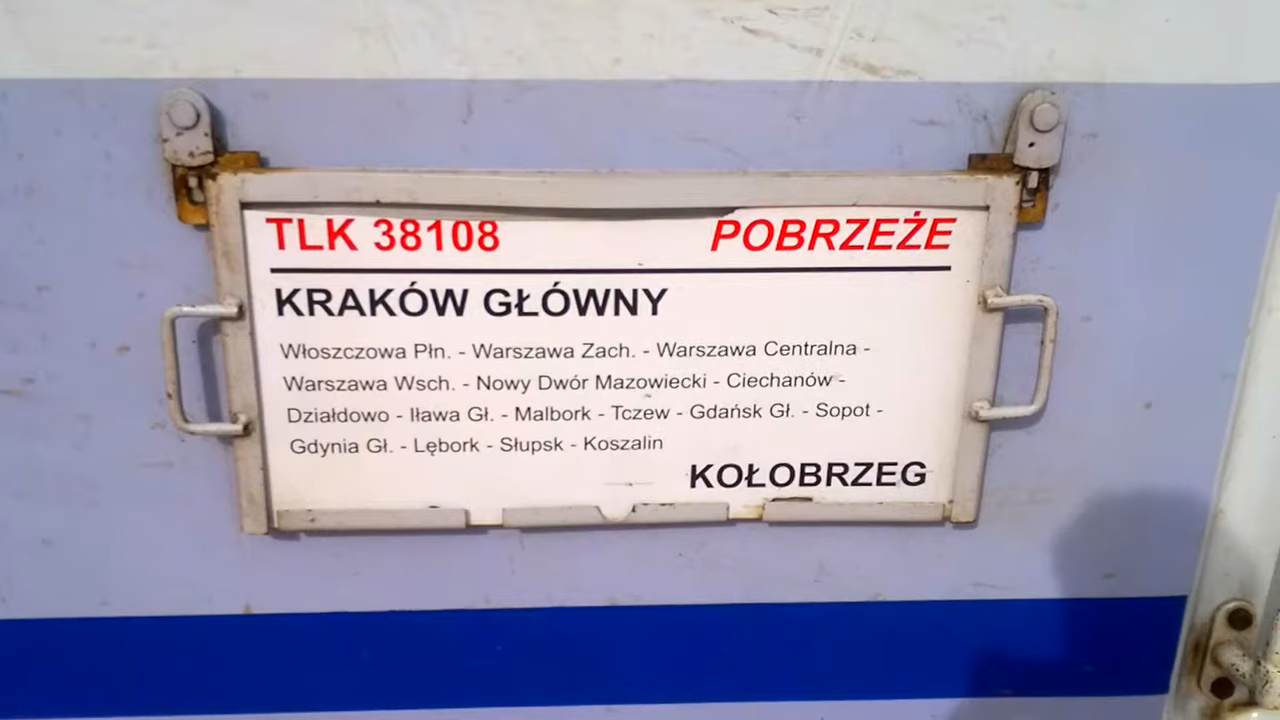 TLK 38108 POBRZEŻE
KRAKÓW GŁÓWNY
Włoszczowa Płn. - Warszawa Zach. - Warszawa Centralna -
Warszawa Wsch. - Nowy Dwór Mazowiecki - Ciechanów -
Działdowo - Iława Gł. - Malbork - Tczew - Gdańsk Gł. - Sopot -
Gdynia Gł. - Lębork - Słupsk - Koszalin
KOŁOBRZEG